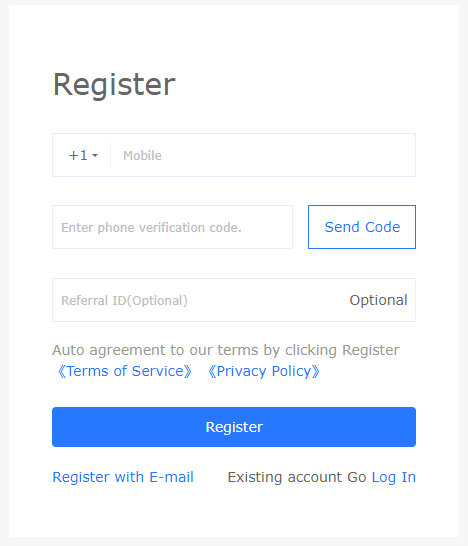 Register
+1 Mobile
Enter phone verification code. Send Code
Referral ID(Optional) Optional
Auto agreement to our terms by clicking Register
《Terms of Service》 《Privacy Policy》
Register
Register with E-mail Existing account Go Log In